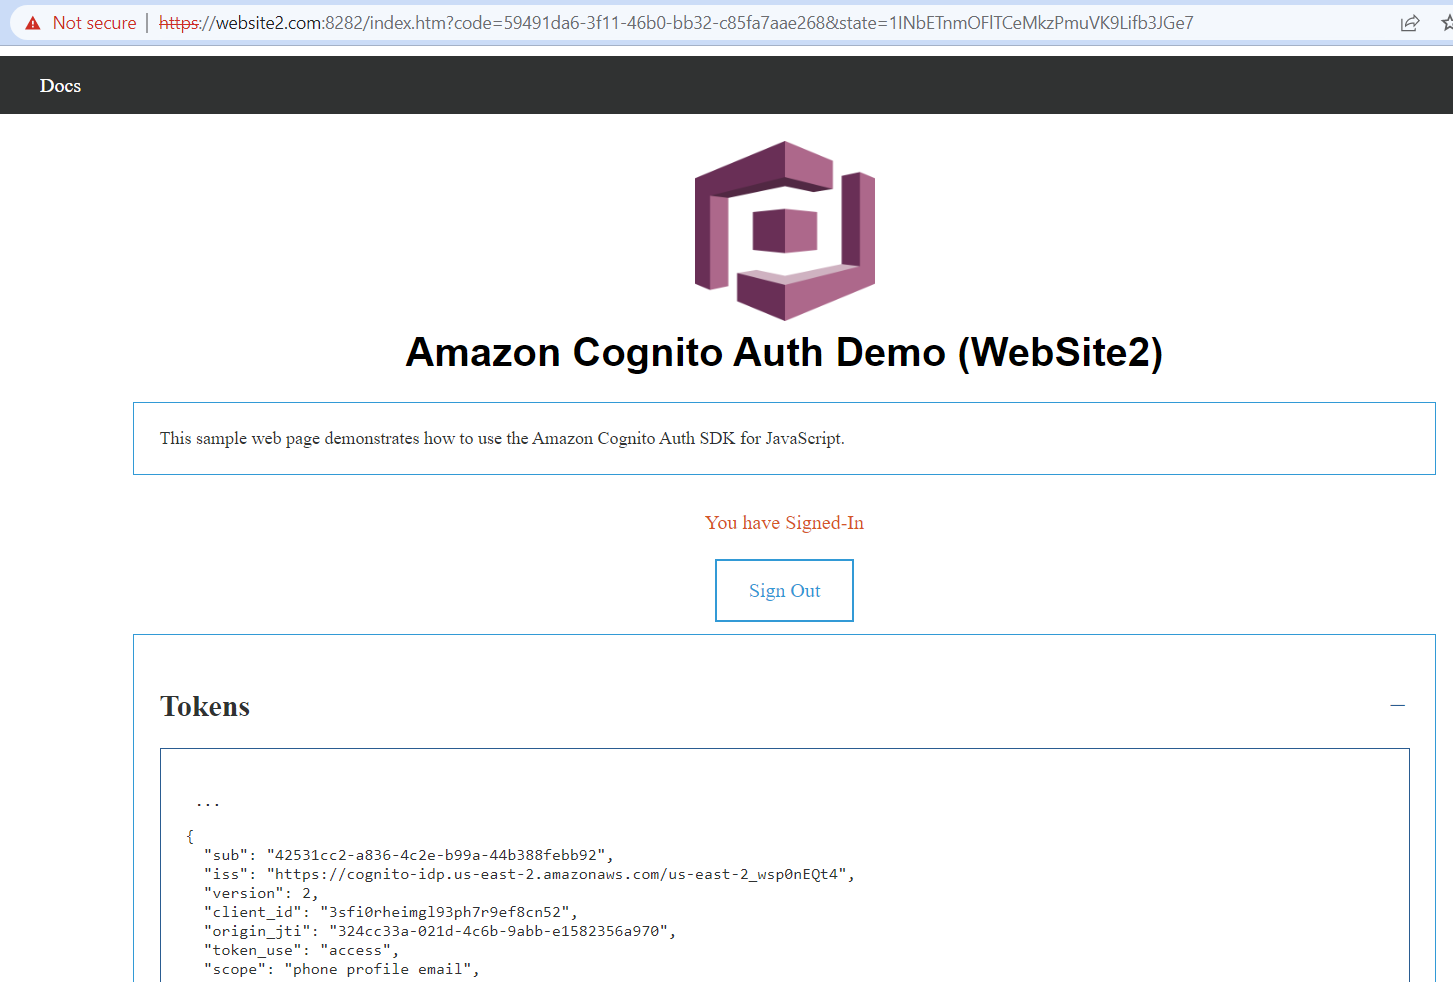 Not secure | https://website2.com:8282/index.htm?code=59491da6-3f11-46b0-bb32-c85fa7aae268&state=1INbETnmOFlTCeMkzPmuVK9Lifb3JGe7
Docs
Amazon Cognito Auth Demo (WebSite2)
This sample web page demonstrates how to use the Amazon Cognito Auth SDK for JavaScript.
You have Signed-In
Sign Out
Tokens
...
{
"sub": "42531cc2-a836-4c2e-b99a-44b388febb92",
"iss": "https://cognito-idp.us-east-2.amazonaws.com/us-east-2_wsp0nEQt4",
"version": 2,
"client_id": "3sfi0rheimgl93ph7r9ef8cn52",
"origin_jti": "324cc33a-021d-4c6b-9abb-e1582356a970",
"token_use": "access",
"scope": "phone profile email",